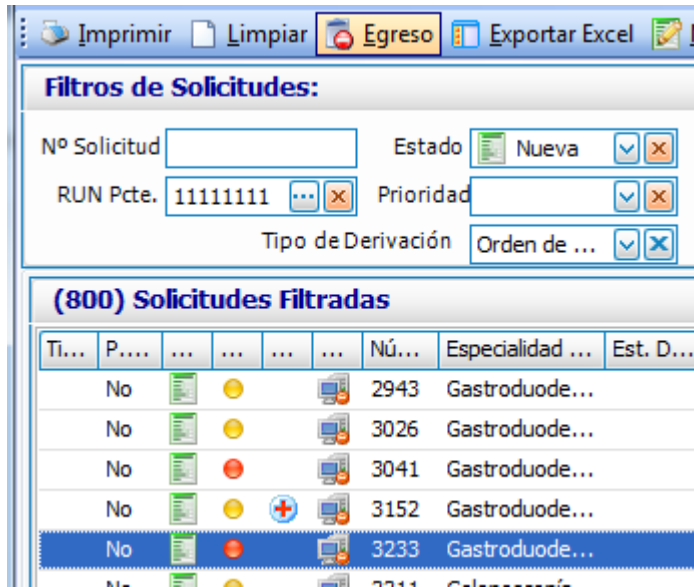 Imprimir Limpiar Egreso Exportar Excel
Filtros de Solicitudes:
Nº Solicitud Estado Nueva
RUN Pcte. 11111111 ... Prioridad
Tipo de Derivación Orden de ...
(800) Solicitudes Filtradas
Ti... P.... ... ... ... ... Nú... Especialidad ... Est. D...
No 2943 Gastroduode...
No 3026 Gastroduode...
No 3041 Gastroduode...
No 3152 Gastroduode...
No 3233 Gastroduode...